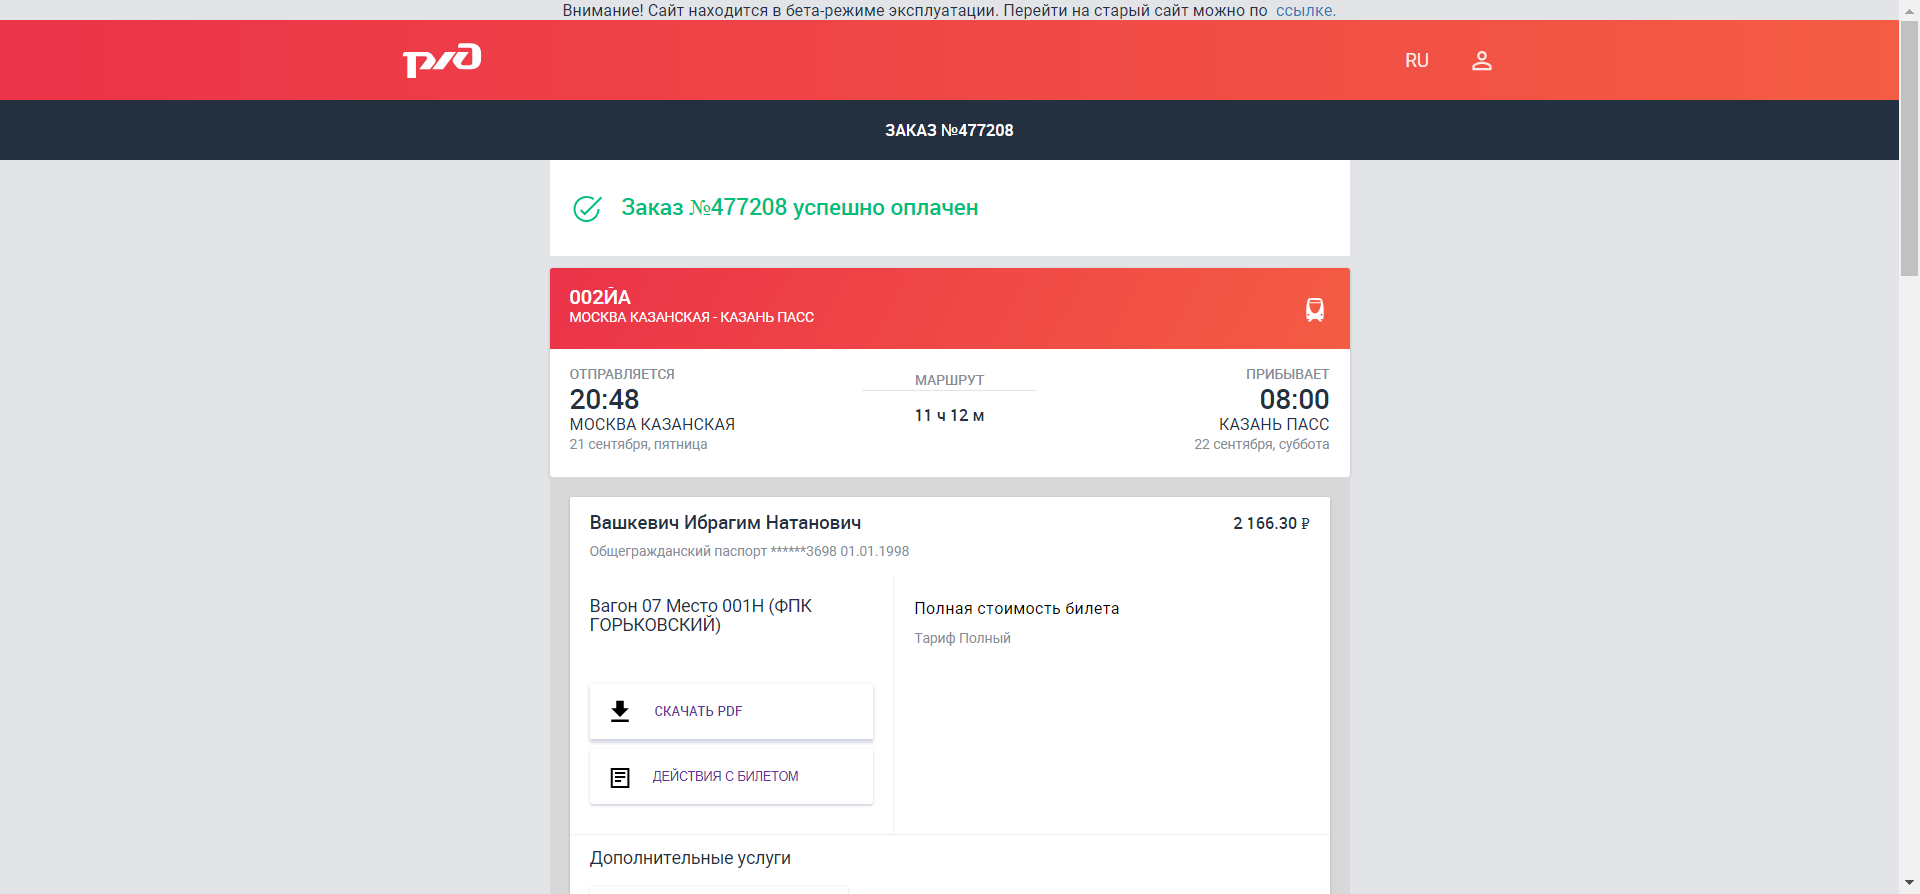 Внимание! Сайт находится в бета-режиме эксплуатации. Перейти на старый сайт можно по ссылке.
ржд
RU
ЗАКАЗ №477208
Заказ №477208 успешно оплачен
002ЙА
МОСКВА КАЗАНСКАЯ - КАЗАНЬ ПАСС
ОТПРАВЛЯЕТСЯ
20:48
МОСКВА КАЗАНСКАЯ
21 сентября, пятница
МАРШРУТ
11 ч 12 м
ПРИБЫВАЕТ
08:00
КАЗАНЬ ПАСС
22 сентября, суббота
Вашкевич Ибрагим Натанович
2 166.30 ₽
Общегражданский паспорт ******3698 01.01.1998
Вагон 07 Место 001Н (ФПК
ГОРЬКОВСКИЙ)
Полная стоимость билета
Тариф Полный
СКАЧАТЬ PDF
ДЕЙСТВИЯ С БИЛЕТОМ
Дополнительные услуги